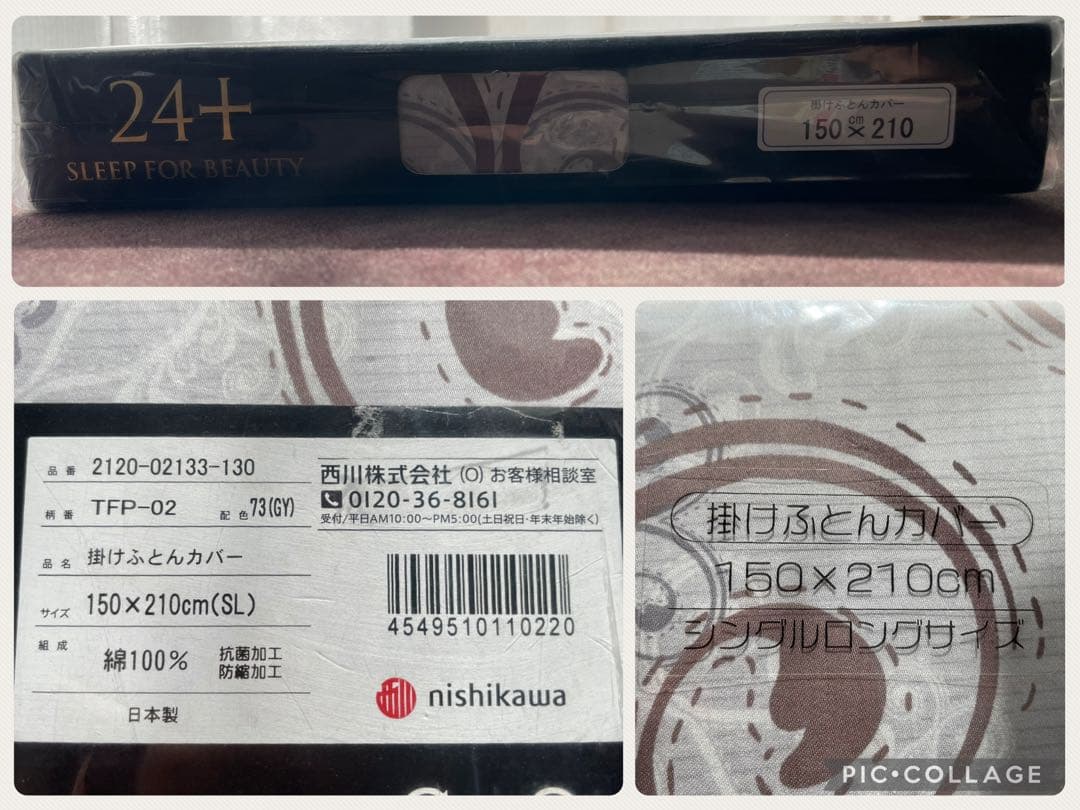 24+
SLEEP FOR BEAUTY
掛けふとんカバー
150×210
cm
品番 2120-02133-130
柄番 TFP-02 配色 73(GY)
品名 掛けふとんカバー
サイズ 150×210cm(SL)
組成 綿100% 抗菌加工
防縮加工
日本製
西川株式会社 (O) お客様相談室
0120-36-8161
受付/平日AM10:00〜PM5:00(土日祝日・年末年始除く)
4549510110220
西川 nishikawa
掛けふとんカバー
150×210cm
シングルロングサイズ
PIC•COLLAGE